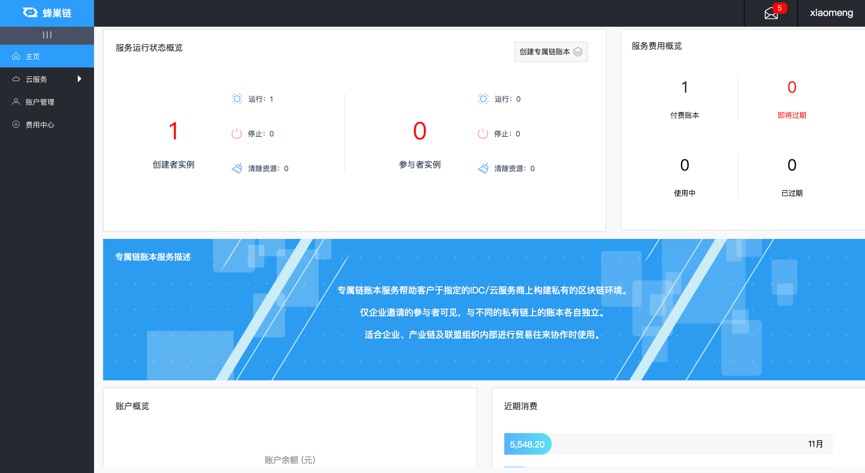 蜂巢链
5
xiaomeng
主页
云服务
账户管理
费用中心
服务运行状态概览
创建专属链账本
1
创建者实例
运行：1
停止：0
清除资源：0
0
参与者实例
运行：0
停止：0
清除资源：0
服务费用概览
1
付费账本
0
即将过期
0
使用中
0
已过期
专属链账本服务描述
专属链账本服务帮助客户于指定的IDC/云服务商上构建私有的区块链环境。
仅企业邀请的参与者可见，与不同的私有链上的账本各自独立。
适合企业、产业链及联盟组织内部进行贸易往来协作时使用。
账户概览
账户余额 (元)
近期消费
5,548.20
11月